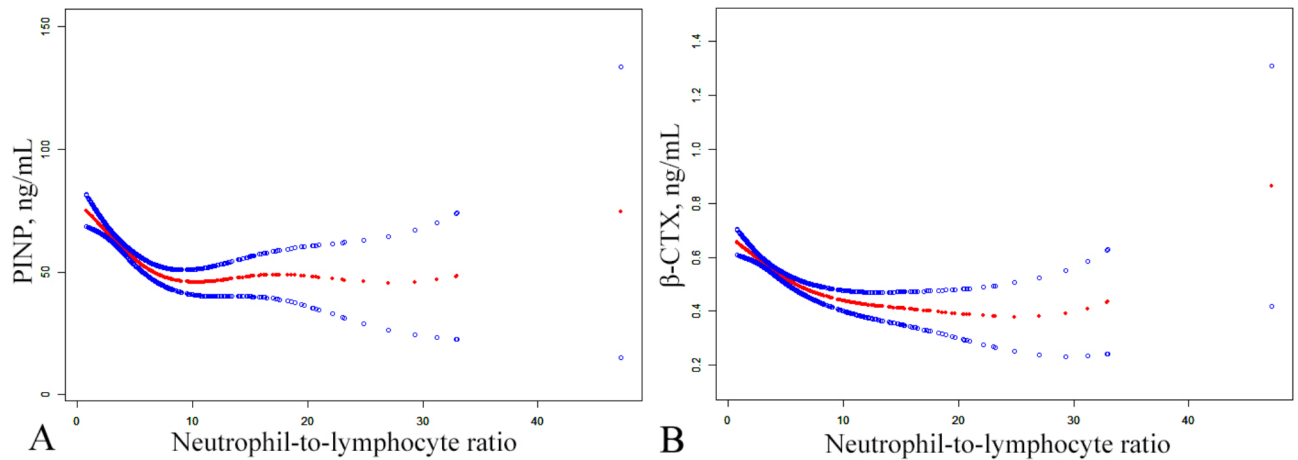 150
100
50
0
PINP, ng/mL
0 10 20 30 40
Neutrophil-to-lymphocyte ratio
A
1.4
1.2
1.0
0.8
0.6
0.4
0.2
β-CTX, ng/mL
0 10 20 30 40
Neutrophil-to-lymphocyte ratio
B